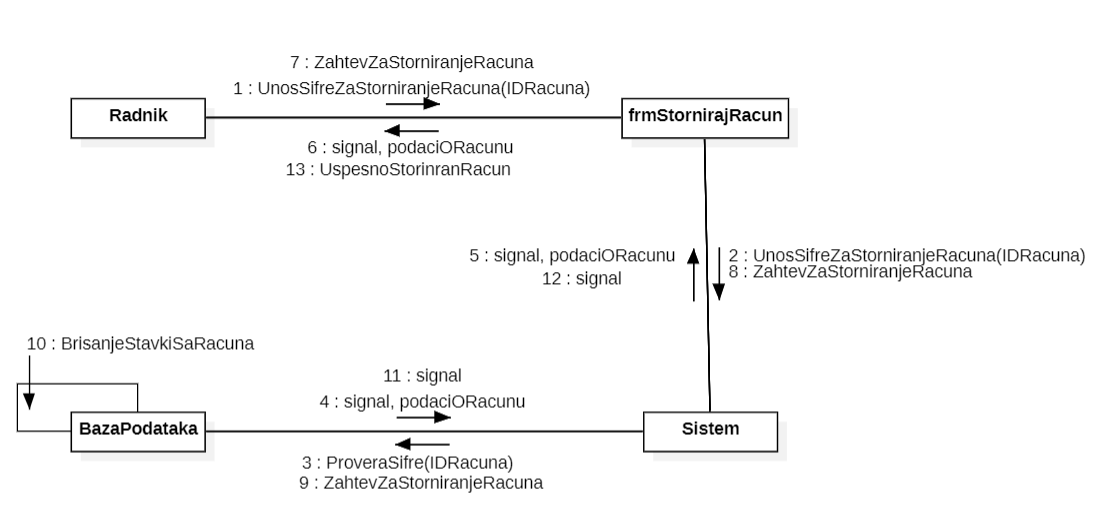 7 : ZahtevZaStorniranjeRacuna
1 : UnosSifreZaStorniranjeRacuna(IDRacuna)
Radnik
frmStornirajRacun
6 : signal, podaciORacunu
13 : UspesnoStorinranRacun
5 : signal, podaciORacunu
2 : UnosSifreZaStorniranjeRacuna(IDRacuna)
12 : signal
8 : ZahtevZaStorniranjeRacuna
10 : BrisanjeStavkiSaRacuna
11 : signal
4 : signal, podaciORacunu
BazaPodataka
Sistem
3 : ProveraSifre(IDRacuna)
9 : ZahtevZaStorniranjeRacuna